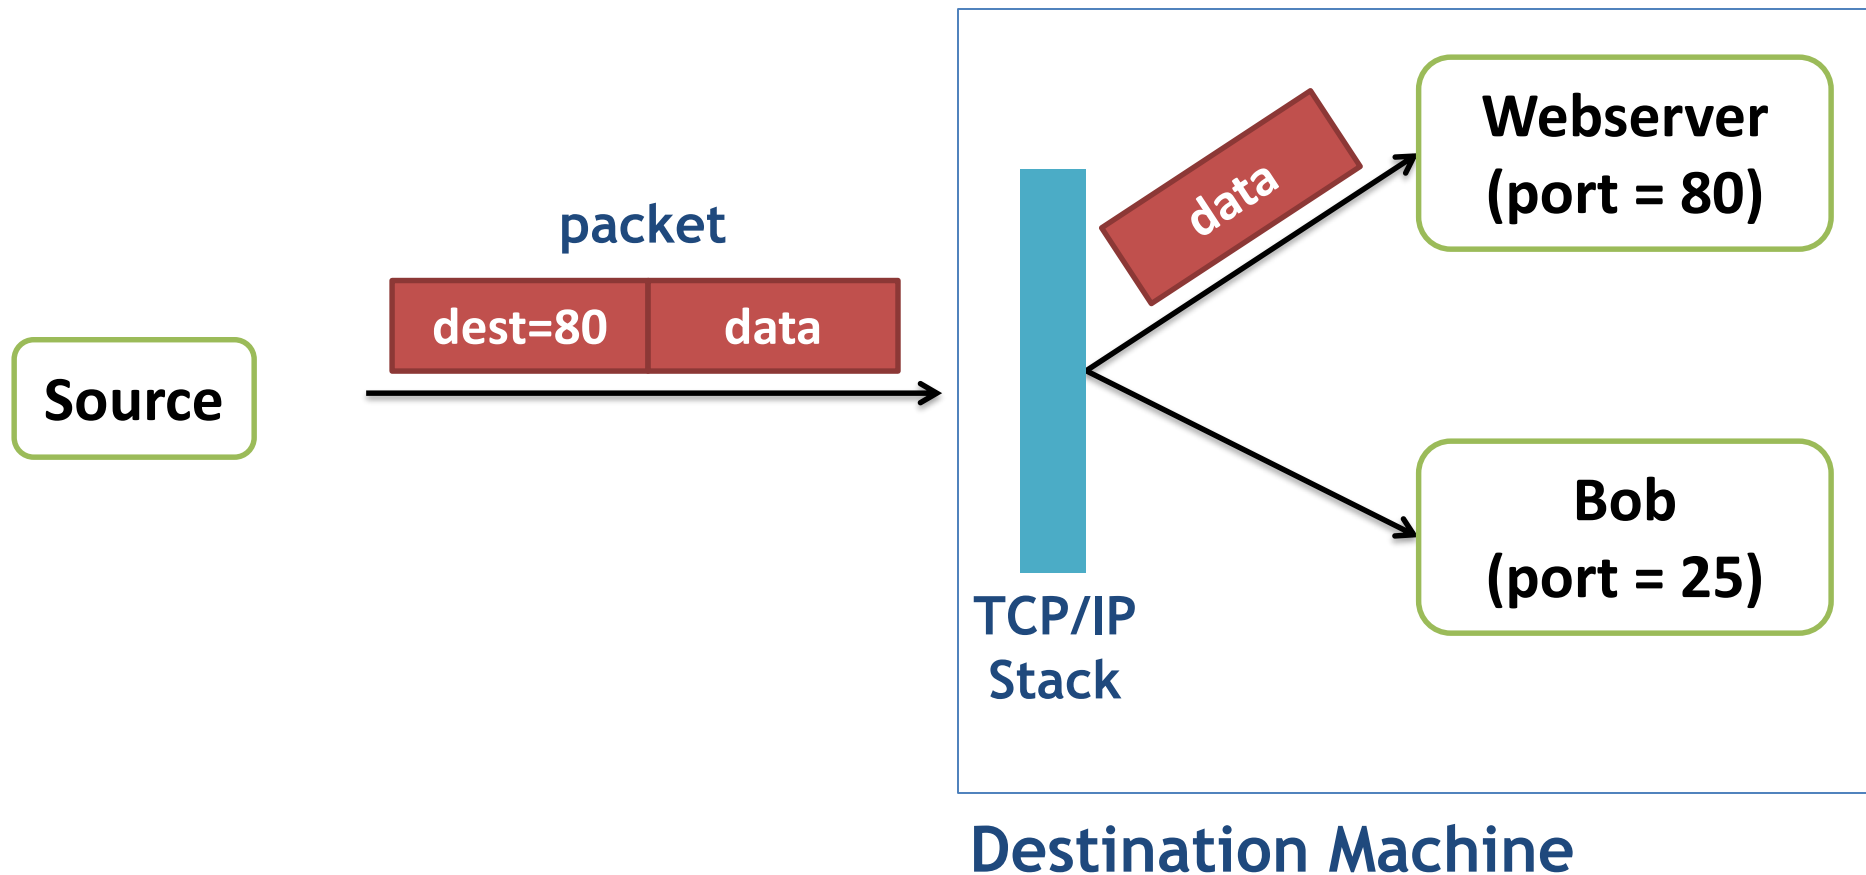 Source
packet
dest=80
data
data
TCP/IP
Stack
Webserver
(port = 80)
Bob
(port = 25)
Destination Machine